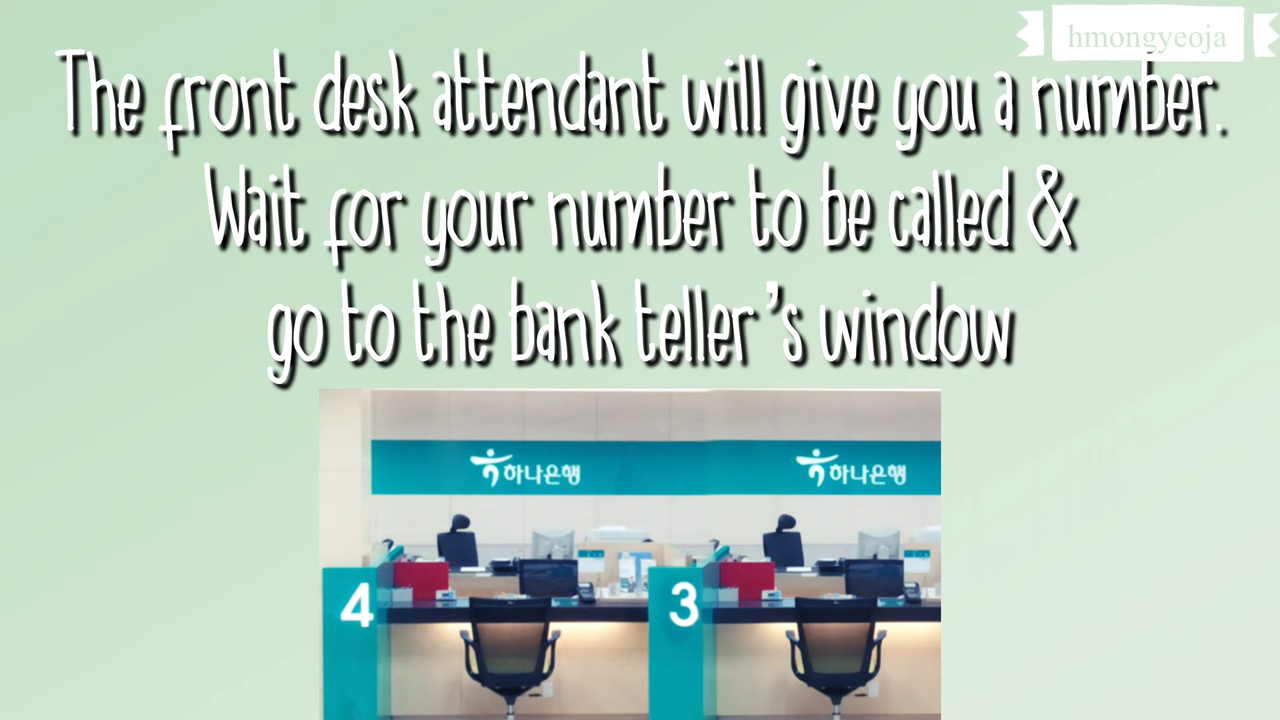 hmongyeoja
The front desk attendant will give you a number.
Wait for your number to be called &
go to the bank teller's window
하나은행 하나은행
4 3